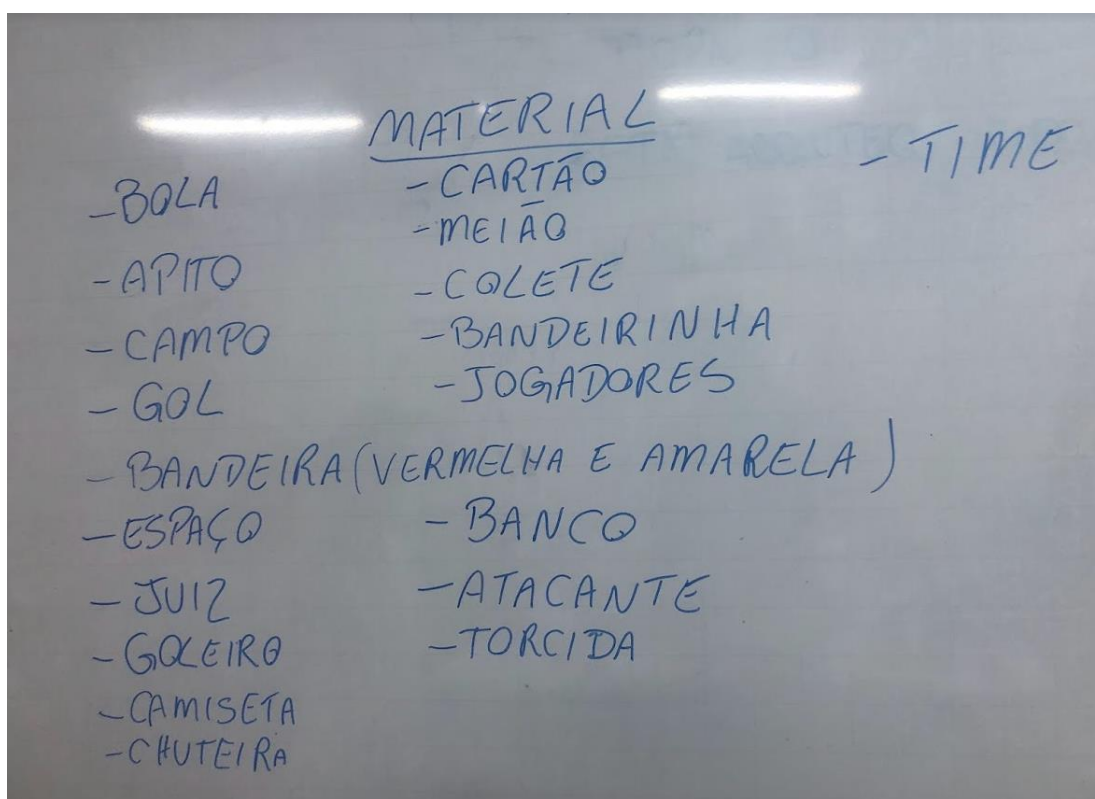 MATERIAL
- BOLA
- APITO
- CAMPO
- GOL
- BANDEIRA (VERMELHA E AMARELA)
- ESPAÇO
- JUIZ
- GOLEIRO
- CAMISETA
- CHUTEIRA
- CARTÃO
- MEIÃO
- COLETE
- BANDEIRINHA
- JOGADORES
- BANCO
- ATACANTE
- TORCIDA
- TIME